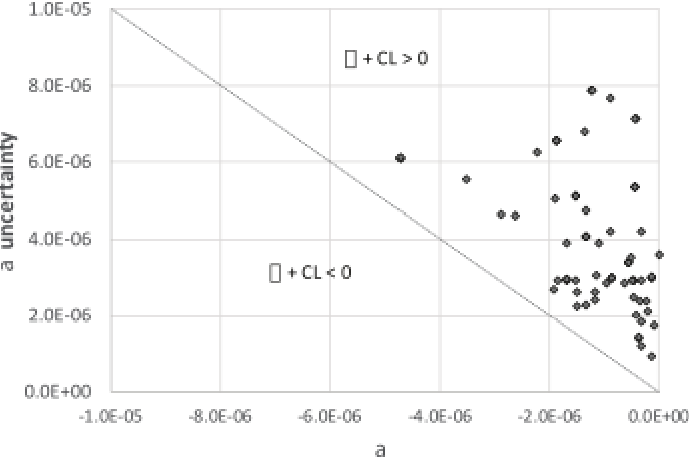 1.0E-05
8.0E-06
6.0E-06
4.0E-06
2.0E-06
0.0E+00
a uncertainty
▯ + CL > 0
▯ + CL < 0
-1.0E-05 -8.0E-06 -6.0E-06 -4.0E-06 -2.0E-06 0.0E+00
a